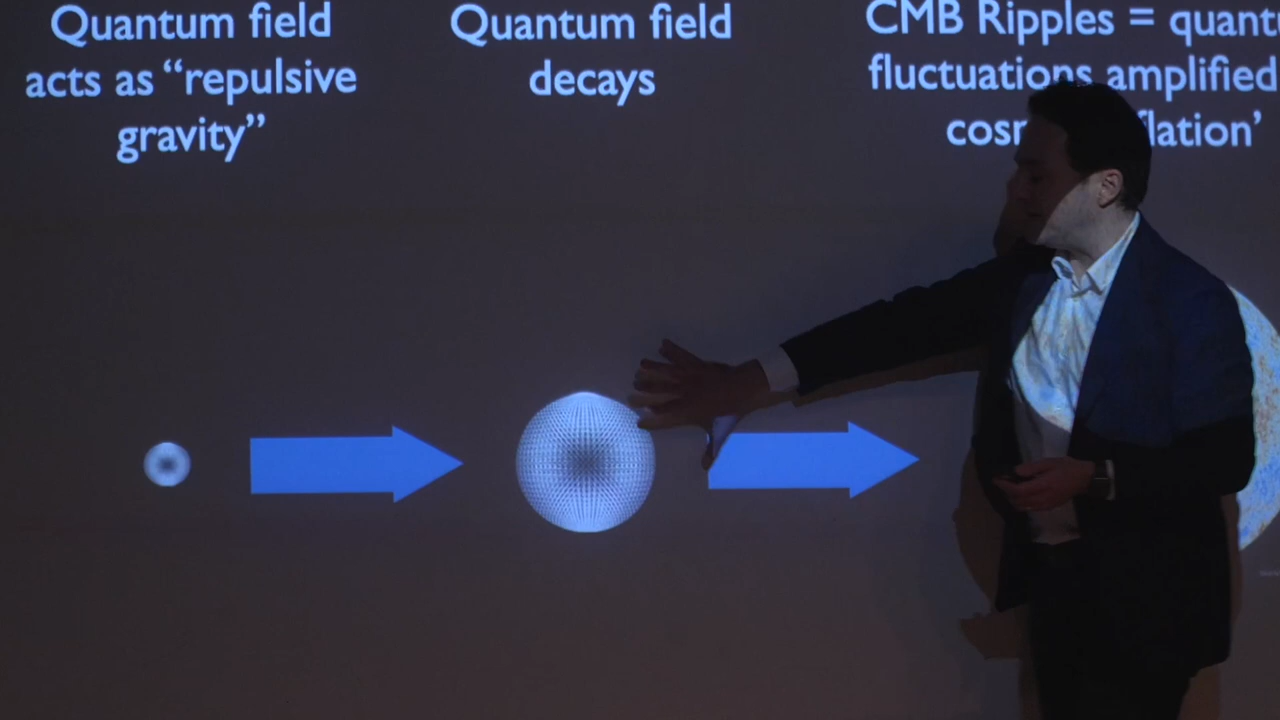 Quantum field
acts as “repulsive
gravity”
Quantum field
decays
CMB Ripples = quant
fluctuations amplified
cos lation’